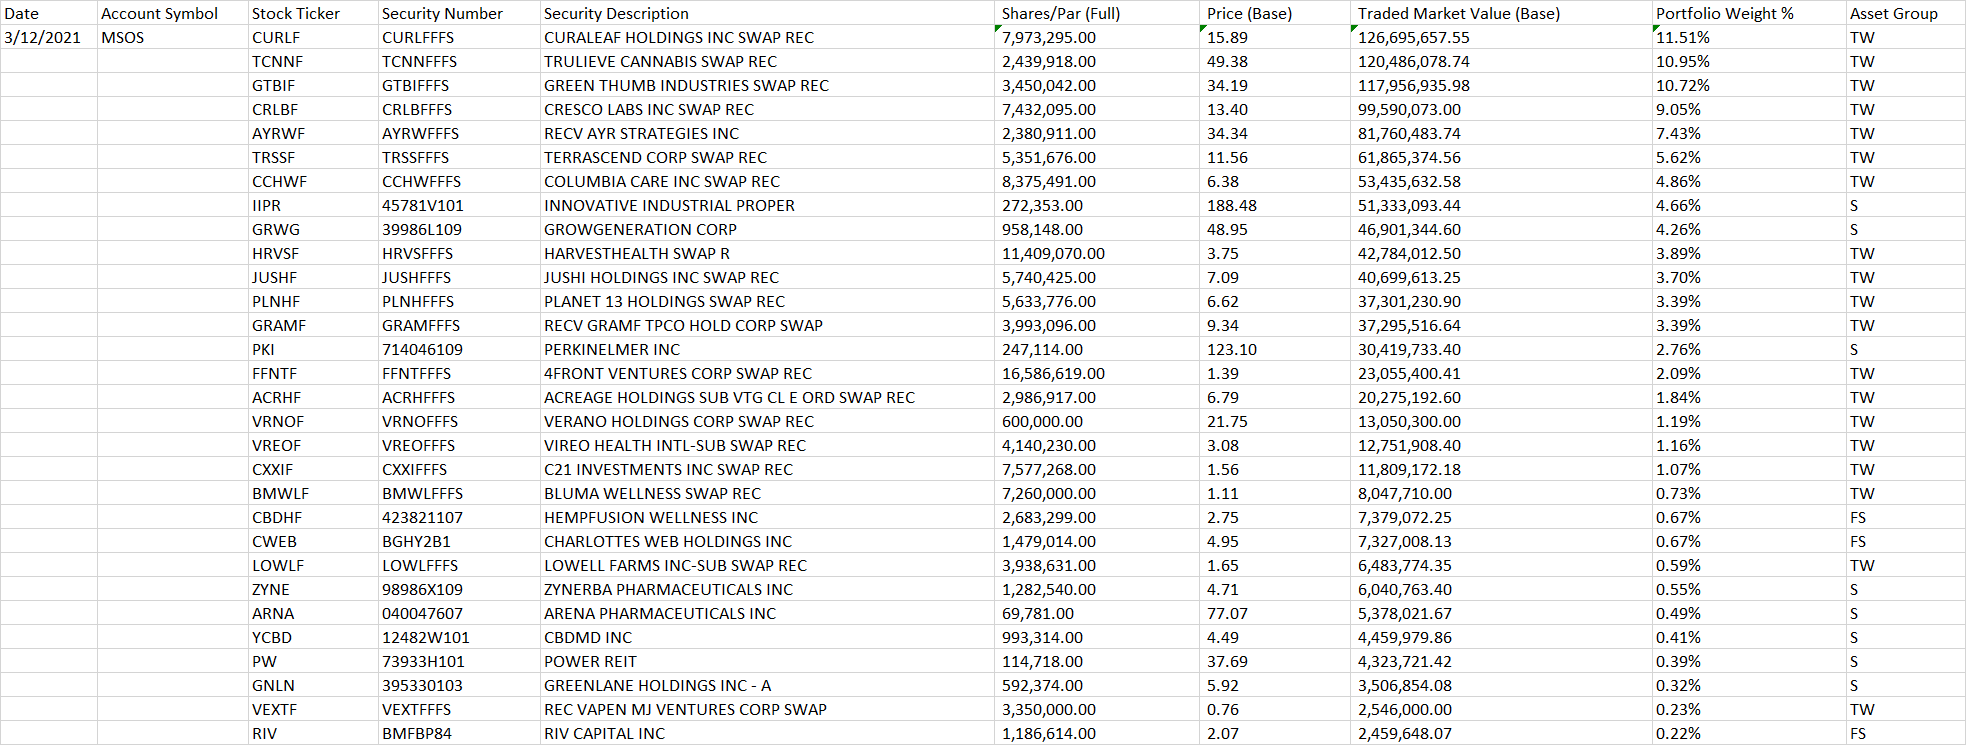 Date Account Symbol Stock Ticker Security Number Security Description Shares/Par (Full) Price (Base) Traded Market Value (Base) Portfolio Weight % Asset Group
3/12/2021 MSOS CURLF CURLFFFS CURALEAF HOLDINGS INC SWAP REC 7,973,295.00 15.89 126,695,657.55 11.51% TW
TCNNF TCNNFFFS TRULIEVE CANNABIS SWAP REC 2,439,918.00 49.38 120,486,078.74 10.95% TW
GTBIF GTBIFFFS GREEN THUMB INDUSTRIES SWAP REC 3,450,042.00 34.19 117,956,935.98 10.72% TW
CRLBF CRLBFFFS CRESCO LABS INC SWAP REC 7,432,095.00 13.40 99,590,073.00 9.05% TW
AYRWF AYRWFFFS RECV AYR STRATEGIES INC 2,380,911.00 34.34 81,760,483.74 7.43% TW
TRSSF TRSSFFFS TERRASCEND CORP SWAP REC 5,351,676.00 11.56 61,865,374.56 5.62% TW
CCHWF CCHWFFFS COLUMBIA CARE INC SWAP REC 8,375,491.00 6.38 53,435,632.58 4.86% TW
IIPR 45781V101 INNOVATIVE INDUSTRIAL PROPER 272,353.00 188.48 51,333,093.44 4.66% S
GRWG 39986L109 GROWGENERATION CORP 958,148.00 48.95 46,901,344.60 4.26% S
HRVSF HRVSFFFS HARVESTHEALTH SWAP R 11,409,070.00 3.75 42,784,012.50 3.89% TW
JUSHF JUSHFFFS JUSHI HOLDINGS INC SWAP REC 5,740,425.00 7.09 40,699,613.25 3.70% TW
PLNHF PLNHFFFS PLANET 13 HOLDINGS SWAP REC 5,633,776.00 6.62 37,301,230.90 3.39% TW
GRAMF GRAMFFFS RECV GRAMF TPCO HOLD CORP SWAP 3,993,096.00 9.34 37,295,516.64 3.39% TW
PKI 714046109 PERKINELMER INC 247,114.00 123.10 30,419,733.40 2.76% S
FFNTF FFNTFFFS 4FRONT VENTURES CORP SWAP REC 16,586,619.00 1.39 23,055,400.41 2.09% TW
ACRHF ACRHFFFS ACREAGE HOLDINGS SUB VTG CL E ORD SWAP REC 2,986,917.00 6.79 20,275,192.60 1.84% TW
VRNOF VRNOFFFS VERANO HOLDINGS CORP SWAP REC 600,000.00 21.75 13,050,300.00 1.19% TW
VREOF VREOFFFS VIREO HEALTH INTL-SUB SWAP REC 4,140,230.00 3.08 12,751,908.40 1.16% TW
CXXIF CXXIFFFS C21 INVESTMENTS INC SWAP REC 7,577,268.00 1.56 11,809,172.18 1.07% TW
BMWLF BMWLFFFS BLUMA WELLNESS SWAP REC 7,260,000.00 1.11 8,047,710.00 0.73% TW
CBDHF 423821107 HEMPFUSION WELLNESS INC 2,683,299.00 2.75 7,379,072.25 0.67% FS
CWEB BGHY2B1 CHARLOTTES WEB HOLDINGS INC 1,479,014.00 4.95 7,327,008.13 0.67% FS
LOWLF LOWLFFFS LOWELL FARMS INC-SUB SWAP REC 3,938,631.00 1.65 6,483,774.35 0.59% TW
ZYNE 98986X109 ZYNERBA PHARMACEUTICALS INC 1,282,540.00 4.71 6,040,763.40 0.55% S
ARNA 040047607 ARENA PHARMACEUTICALS INC 69,781.00 77.07 5,378,021.67 0.49% S
YCBD 12482W101 CBDMD INC 993,314.00 4.49 4,459,979.86 0.41% S
PW 73933H101 POWER REIT 114,718.00 37.69 4,323,721.42 0.39% S
GNLN 395330103 GREENLANE HOLDINGS INC - A 592,374.00 5.92 3,506,854.08 0.32% S
VEXTF VEXTFFFS REC VAPEN MJ VENTURES CORP SWAP 3,350,000.00 0.76 2,546,000.00 0.23% TW
RIV BMFBP84 RIV CAPITAL INC 1,186,614.00 2.07 2,459,648.07 0.22% FS